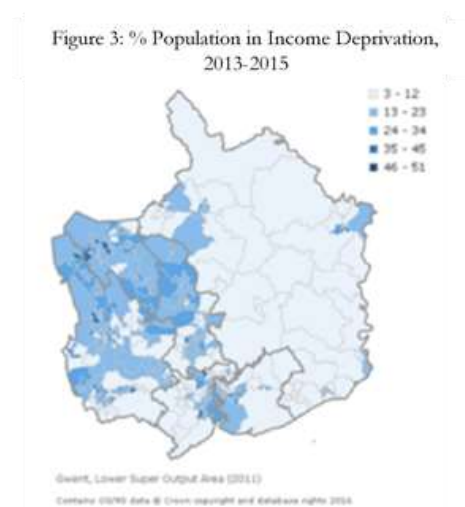 Figure 3: % Population in Income Deprivation,
2013-2015
3 - 12
13 - 23
24 - 34
35 - 45
46 - 51
Gwent, Lower Super Output Area (2011)
Contains OS/NS data © Crown copyright and database rights 2016